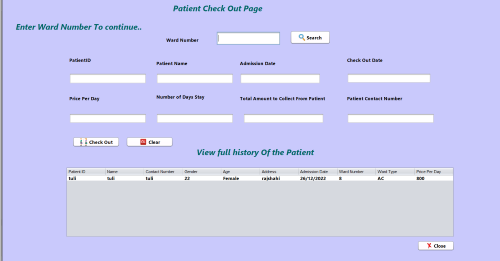 Patient Check Out Page
Enter Ward Number To continue..
Ward Number
Search
PatientID
Patient Name
Admission Date
Check Out Date
Price Per Day
Number of Days Stay
Total Amount to Collect From Patient
Patient Contact Number
Check Out
Clear
View full history Of the Patient
Patient ID Name Contact Number Gender Age Address Admission Date Ward Number Ward Type Price Per Day
tuli tuli tuli 22 Female rajshahi 26/12/2022 8 AC 800
Close